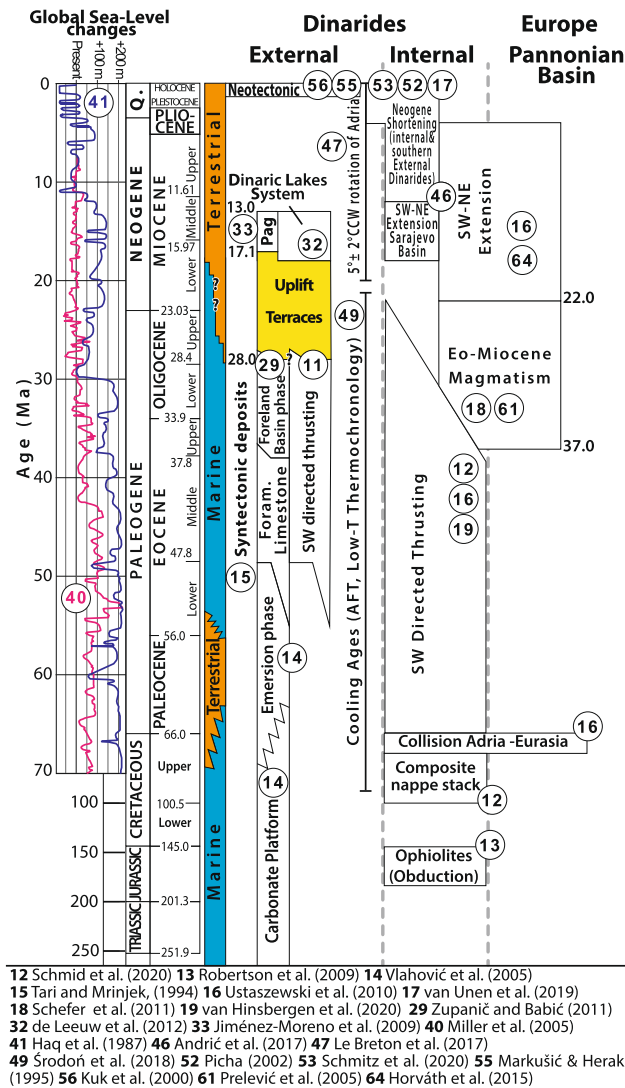 Global Sea-Level
changes
Present
+100 m
+200 m
Dinarides
External
Internal
Europe
Pannonian
Basin
Age (Ma)
0
10
20
30
40
50
60
70
100
150
200
250
41
40
Q.
NEOGENE
PALEOGENE
CRETACEOUS
JURASSIC
TRIASSIC
HOLOCENE
PLEISTOCENE
PLIO-
CENE
MIOCENE
OLIGOCENE
EOCENE
PALEOCENE
Upper
11.61
Middle
15.97
Lower
23.03
28.4
Lower
33.9
Upper
37.8
Middle
47.8
Lower
56.0
66.0
Upper
100.5
Lower
145.0
201.3
251.9
Terrestrial
?
?
Marine
Terrestrial
Marine
Neotectonic
56
55
53
52
17
47
Dinaric Lakes
System
13.0
33
17.1
Pag
32
Uplift
Terraces
28.0
29
?
11
Syntectonic deposits
15
Foreland
Basin phase
Foram.
Limestone
SW directed thrusting
Emersion phase
14
14
Carbonate Platform
5°± 2°CCW rotation of Adria
49
Cooling Ages (AFT, Low-T Thermochronology)
Neogene
Shortening
(internal&
southern
External
Dinarides)
46
SW-NE
Extension
Sarajevo
Basin
SW-NE
Extension
16
64
22.0
Eo-Miocene
Magmatism
18
61
37.0
12
16
19
SW Directed Thrusting
16
Collision Adria -Eurasia
Composite
nappe stack
12
13
Ophiolites
(Obduction)
12 Schmid et al. (2020) 13 Robertson et al. (2009) 14 Vlahović et al. (2005)
15 Tari and Mrinjek, (1994) 16 Ustaszewski et al. (2010) 17 van Unen et al. (2019)
18 Schefer et al. (2011) 19 van Hinsbergen et al. (2020) 29 Zupanič and Babić (2011)
32 de Leeuw et al. (2012) 33 Jiménez-Moreno et al. (2009) 40 Miller et al. (2005)
41 Haq et al. (1987) 46 Andrić et al. (2017) 47 Le Breton et al. (2017)
49 Środoń et al. (2018) 52 Picha (2002) 53 Schmitz et al. (2020) 55 Markušić & Herak
(1995) 56 Kuk et al. (2000) 61 Prelević et al. (2005) 64 Horváth et al. (2015)